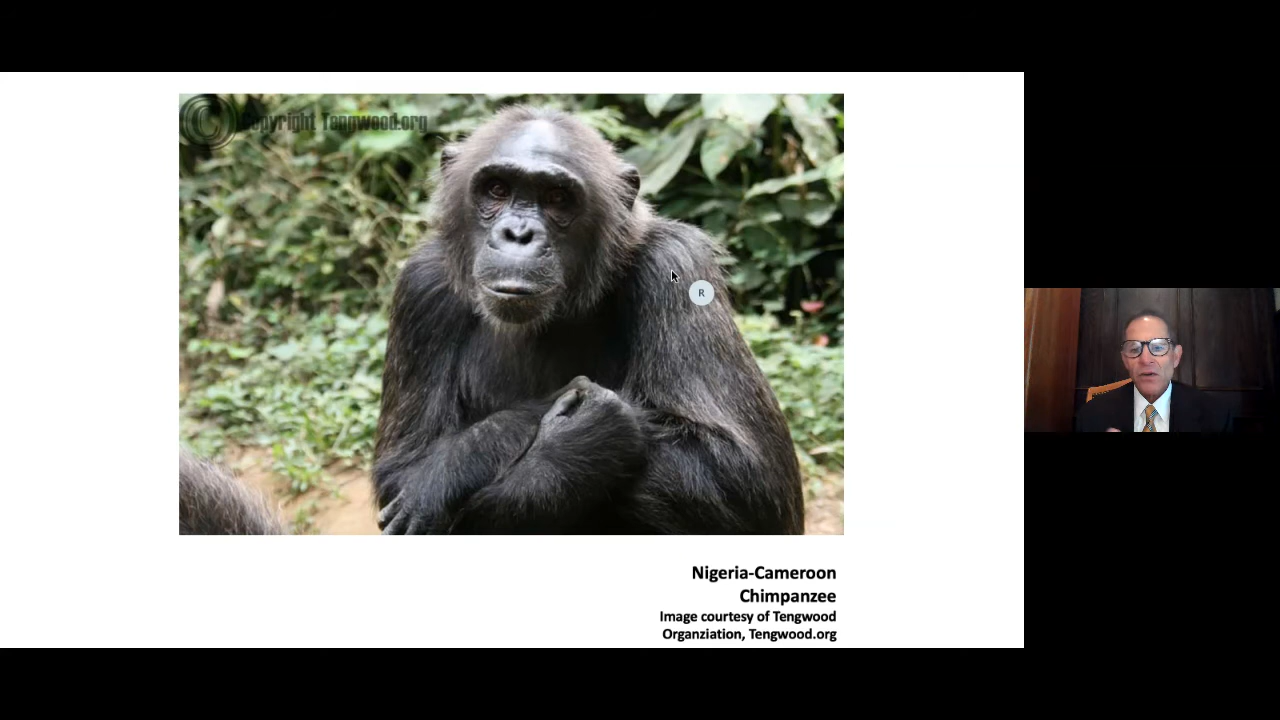 Copyright Tengwood.org
R
Nigeria-Cameroon
Chimpanzee
Image courtesy of Tengwood
Organziation, Tengwood.org